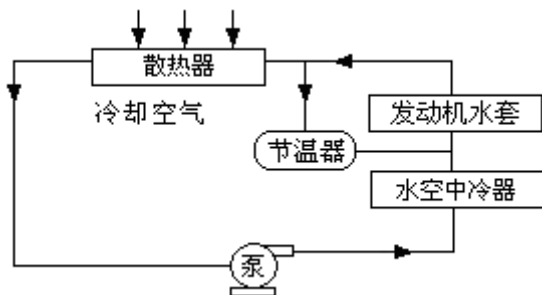 散热器
冷却空气
发动机水套
节温器
水空中冷器
泵